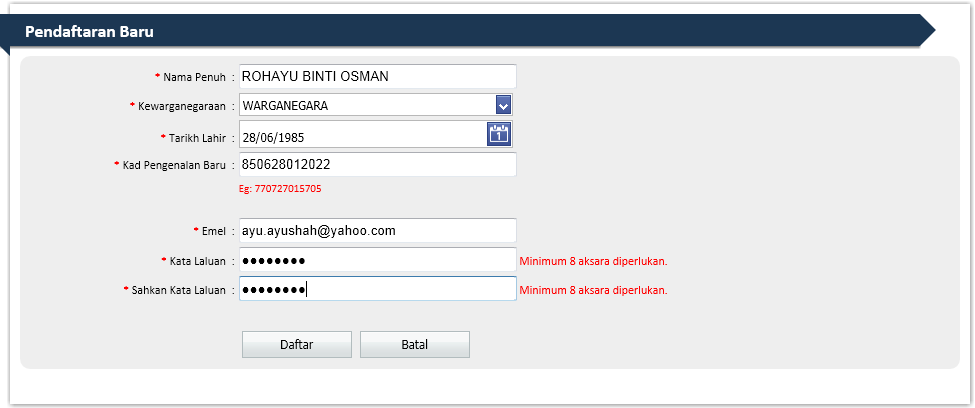 Pendaftaran Baru
* Nama Penuh : ROHAYU BINTI OSMAN
* Kewarganegaraan : WARGANEGARA
* Tarikh Lahir : 28/06/1985 1
* Kad Pengenalan Baru : 850628012022
Eg: 770727015705
* Emel : ayu.ayushah@yahoo.com
* Kata Laluan : ●●●●●●●● Minimum 8 aksara diperlukan.
* Sahkan Kata Laluan : ●●●●●●●● Minimum 8 aksara diperlukan.
Daftar Batal